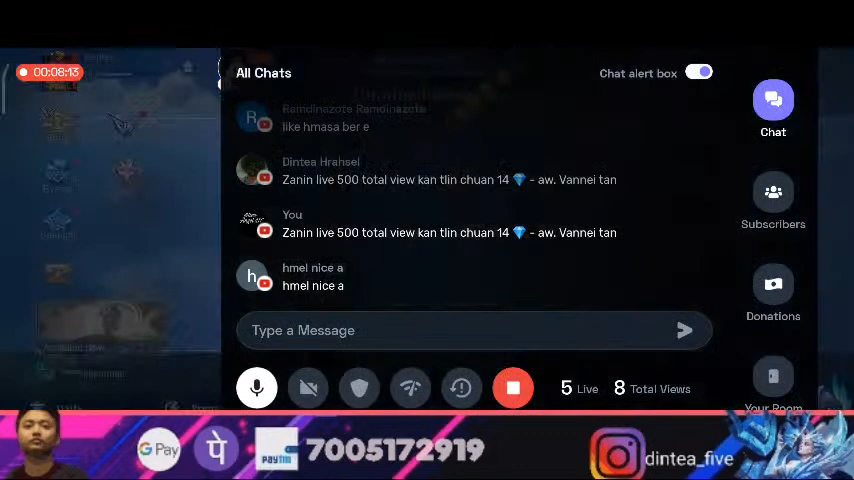 00:08:13
All Chats
Chat alert box
Ramdinazote Ramdinazote
like hmasa ber e
Dintea Hrahsel
Zanin live 500 total view kan tlin chuan 14 💎 - aw. Vannei tan
You
Zanin live 500 total view kan tlin chuan 14 💎 - aw. Vannei tan
h
hmel nice a
hmel nice a
Type a Message
5 Live 8 Total Views
Chat
Subscribers
Donations
Your Room
G Pay पे paytm 7005172919
dintea_five